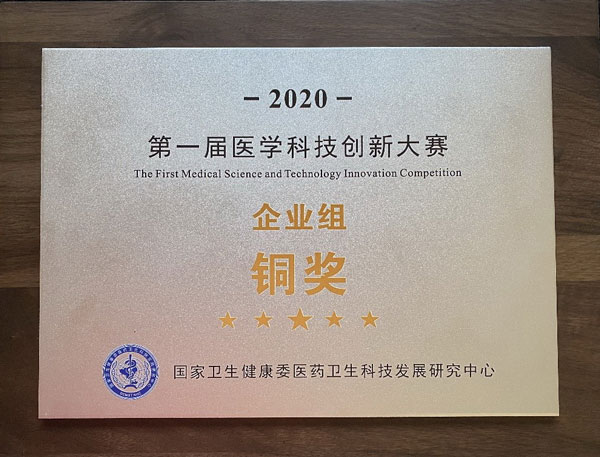 －2020－
第一届医学科技创新大赛
The First Medical Science and Technology Innovation Competition
企业组
铜奖
国家卫生健康委医药卫生科技发展研究中心